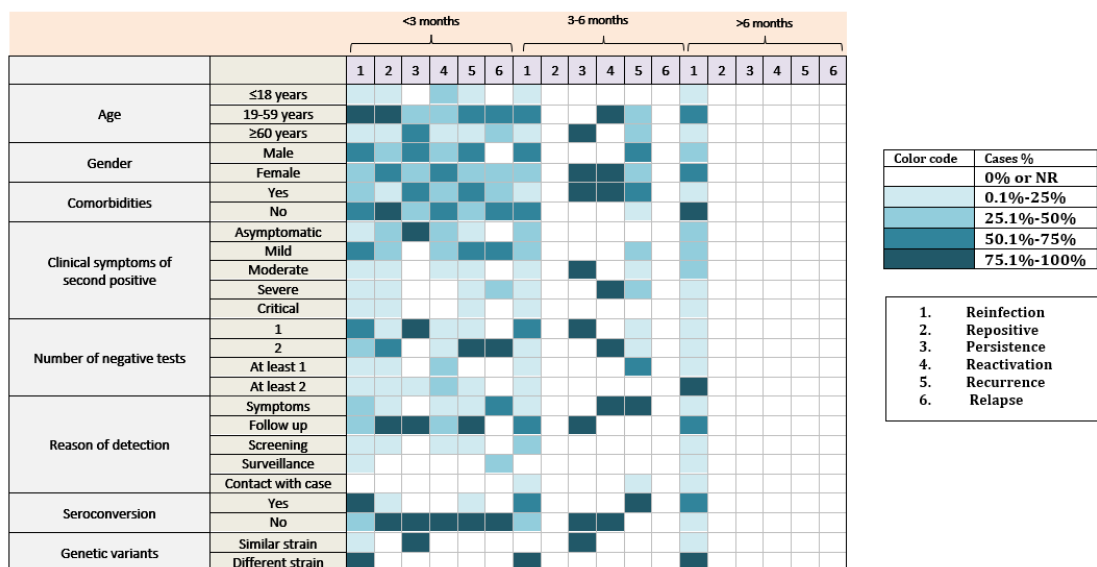 <3 months 3-6 months >6 months
1 2 3 4 5 6 1 2 3 4 5 6 1 2 3 4 5 6
Age
≤18 years
19-59 years
≥60 years
Gender
Male
Female
Comorbidities
Yes
No
Clinical symptoms of
second positive
Asymptomatic
Mild
Moderate
Severe
Critical
Number of negative tests
1
2
At least 1
At least 2
Reason of detection
Symptoms
Follow up
Screening
Surveillance
Contact with case
Seroconversion
Yes
No
Genetic variants
Similar strain
Different strain
Color code Cases %
0% or NR
0.1%-25%
25.1%-50%
50.1%-75%
75.1%-100%
1. Reinfection
2. Repositive
3. Persistence
4. Reactivation
5. Recurrence
6. Relapse